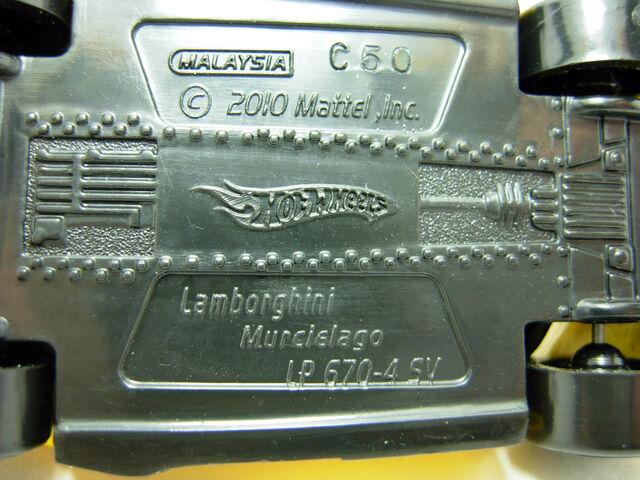 MALAYSIA C50
© 2010 Mattel ,Inc.
HOT WHEELS
Lamborghini
Murcielago
LP 670-4 SV